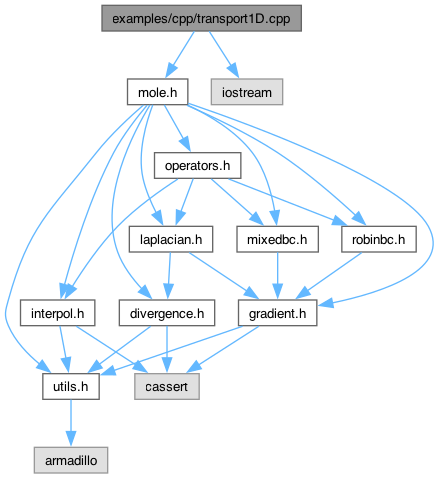 examples/cpp/transport1D.cpp
mole.h
iostream
operators.h
laplacian.h
mixedbc.h
robinbc.h
interpol.h
divergence.h
gradient.h
utils.h
cassert
armadillo